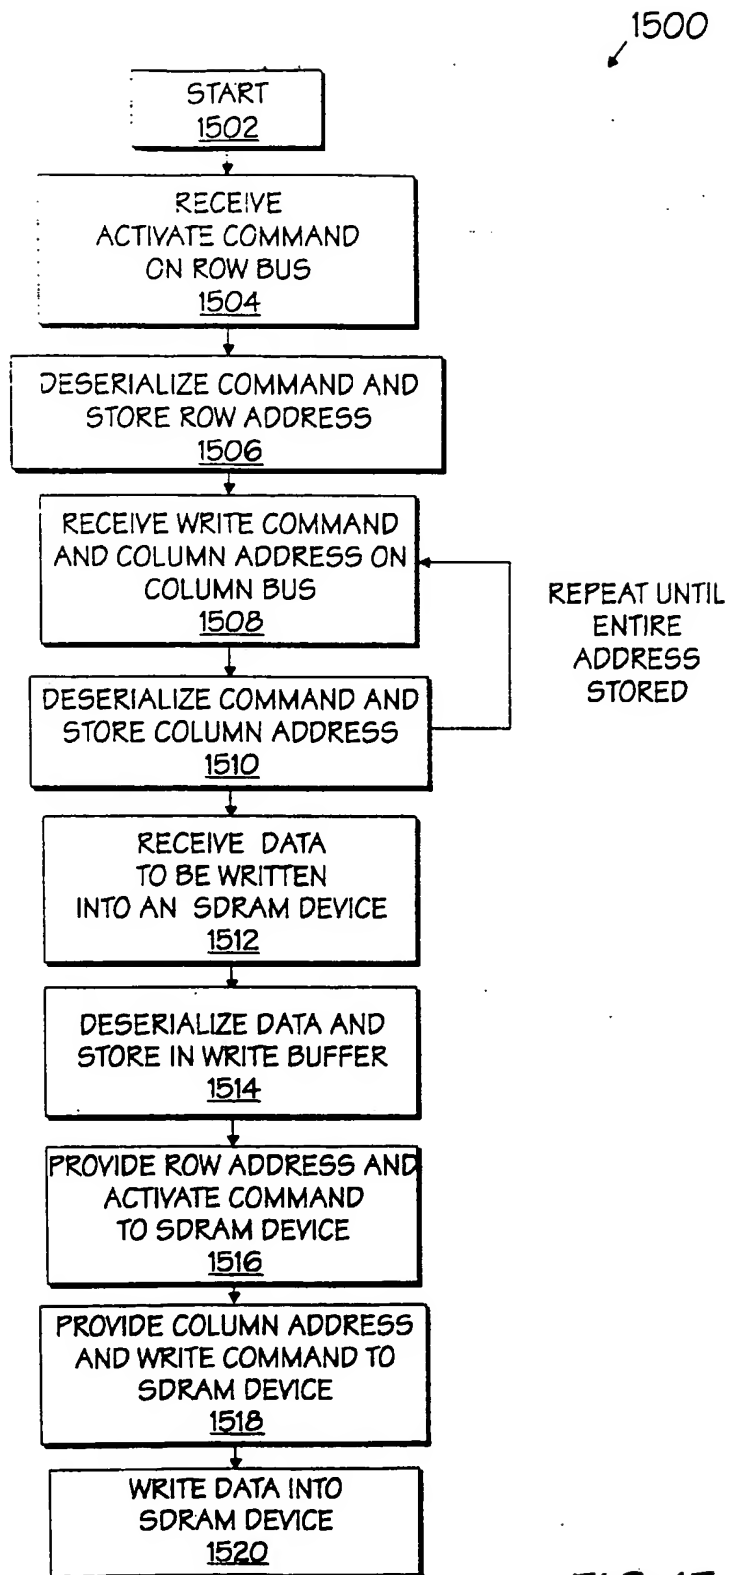 1500
START
1502
RECEIVE
ACTIVATE COMMAND
ON ROW BUS
1504
DESERIALIZE COMMAND AND
STORE ROW ADDRESS
1506
RECEIVE WRITE COMMAND
AND COLUMN ADDRESS ON
COLUMN BUS
1508
REPEAT UNTIL
ENTIRE
ADDRESS
STORED
DESERIALIZE COMMAND AND
STORE COLUMN ADDRESS
1510
RECEIVE DATA
TO BE WRITTEN
INTO AN SDRAM DEVICE
1512
DESERIALIZE DATA AND
STORE IN WRITE BUFFER
1514
PROVIDE ROW ADDRESS AND
ACTIVATE COMMAND
TO SDRAM DEVICE
1516
PROVIDE COLUMN ADDRESS
AND WRITE COMMAND TO
SDRAM DEVICE
1518
WRITE DATA INTO
SDRAM DEVICE
1520